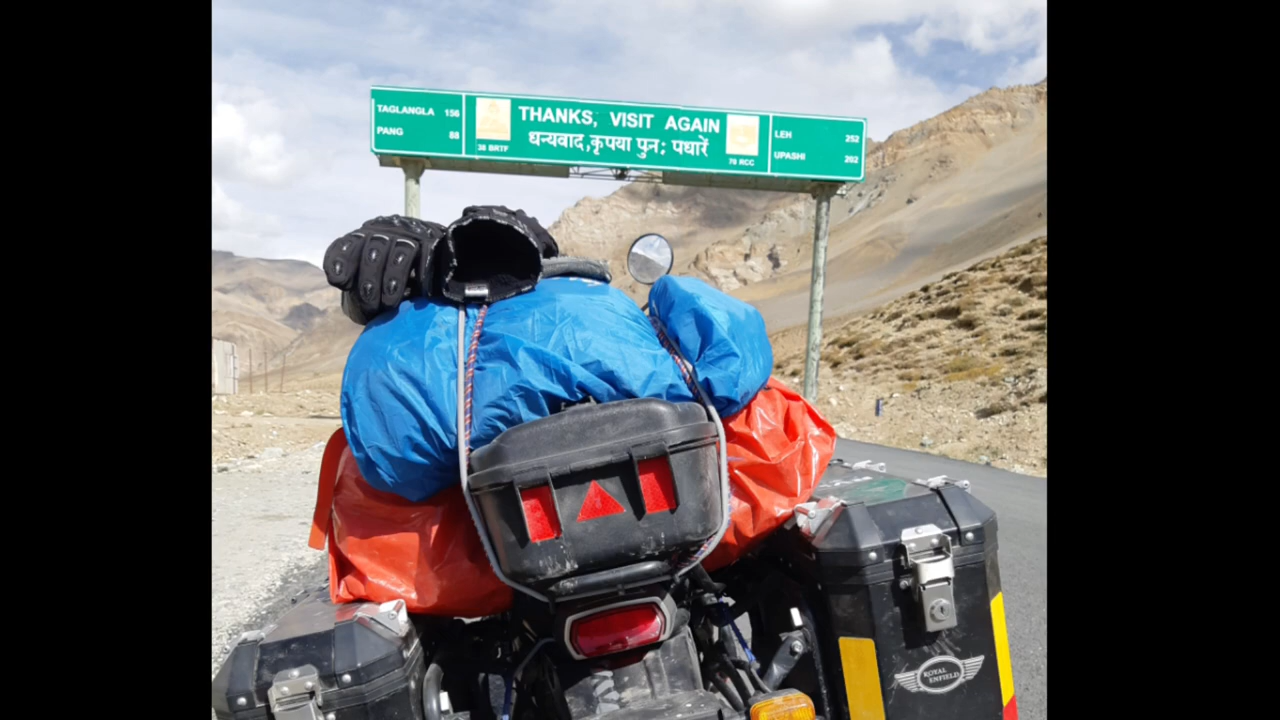 TAGLANGLA 156
PANG 88
38 BRTF
THANKS, VISIT AGAIN
धन्यवाद,कृपया पुन: पधारें
70 RCC
LEH 252
UPASHI 202
ROYAL
ENFIELD